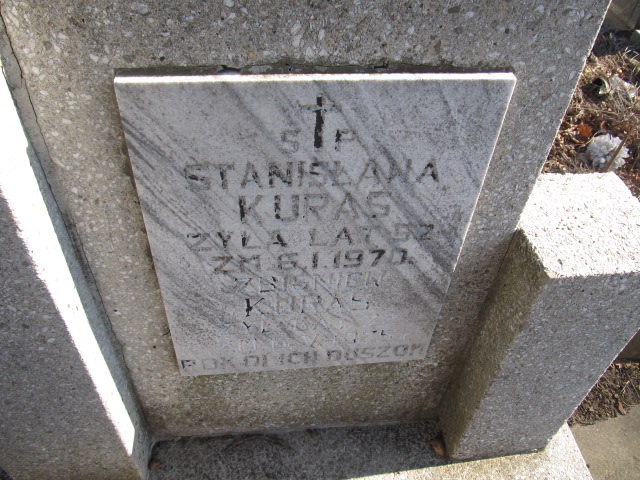 S P
STANISŁAWA
KURAŚ
ŻYŁA LAT 52
ZM. 6.I.1970.
ZBIGNIEW
KURAŚ
POKÓJ ICH DUSZOM